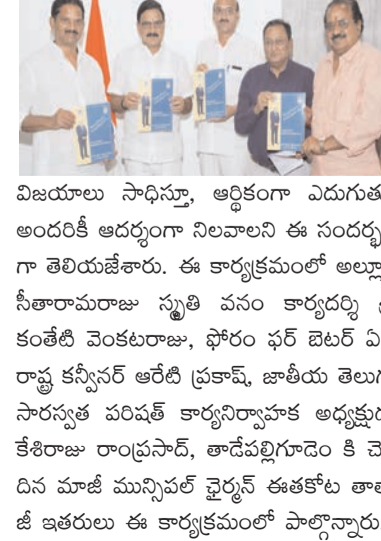 విజయాలు సాధిస్తూ, ఆర్థికంగా ఎదుగుత
అందరికీ ఆదర్శంగా నిలవాలని ఈ సందర్భ
గా తెలియజేశారు. ఈ కార్యక్రమంలో అల్లూ
సీతారామరాజు స్మృతి వనం కార్యదర్శి
కంతేటి వెంకటరాజు, ఫోరం ఫర్ బెటర్ ఏ
రాష్ట్ర కన్వీనర్ ఆరేటి ప్రకాష్, జాతీయ తెలుగ
సారస్వత పరిషత్ కార్యనిర్వాహక అధ్యక్షుడ
కేశిరాజు రాంప్రసాద్, తాడేపల్లిగూడెం కి చె
దిన మాజీ మున్సిపల్ ఛైర్మన్ ఈతకోట తాత
జీ ఇతరులు ఈ కార్యక్రమంలో పాల్గొన్నారు